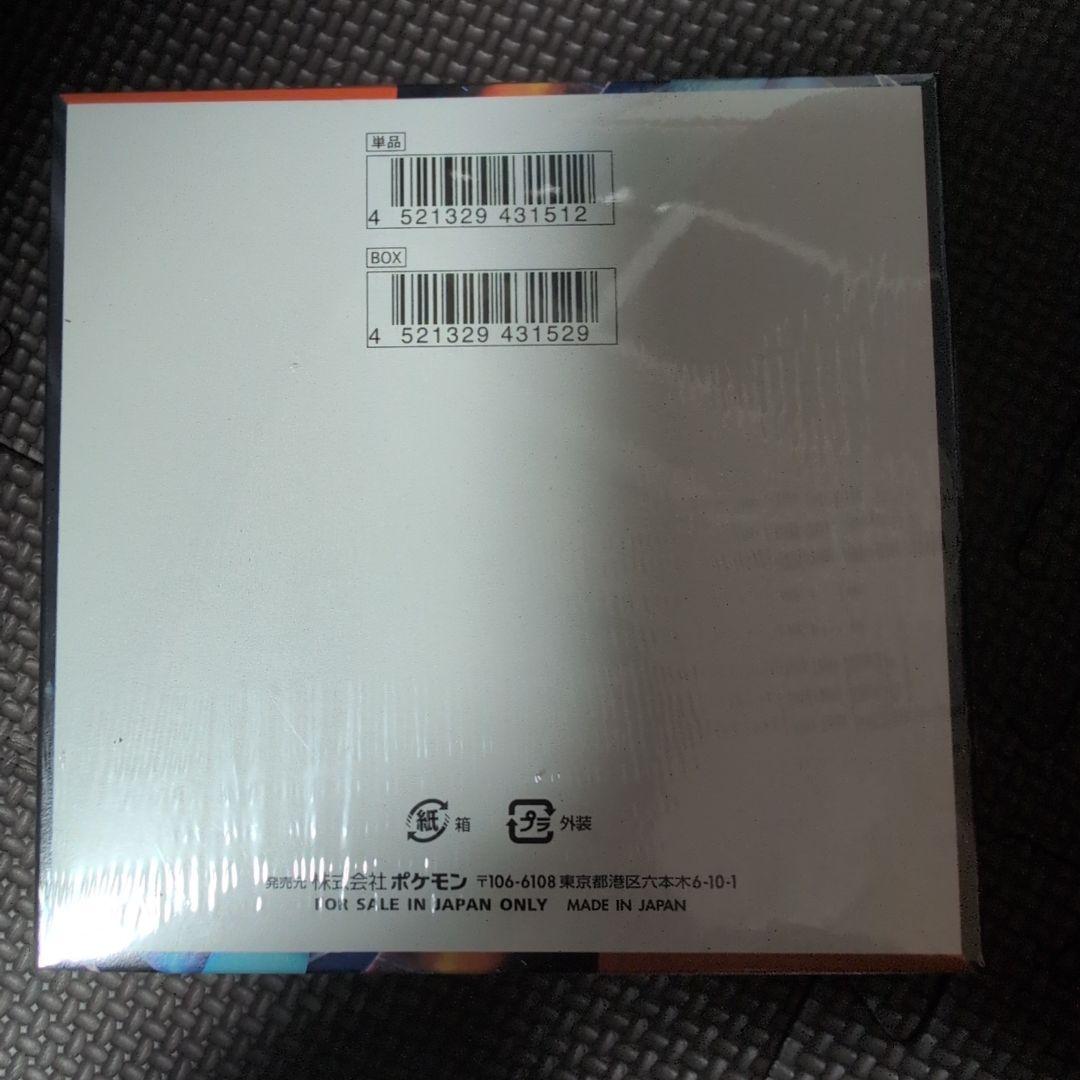 単品
4 521329 431512
BOX
4 521329 431529
紙 箱 プラ 外装
発売元 株式会社 ポケモン 〒106-6108 東京都港区六本木6-10-1
FOR SALE IN JAPAN ONLY MADE IN JAPAN